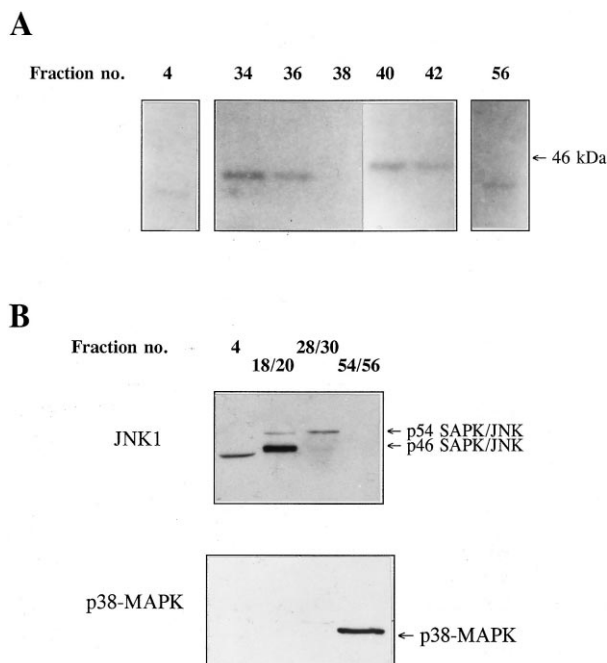 A
Fraction no. 4 34 36 38 40 42 56
← 46 kDa
B
Fraction no. 4 28/30
18/20 54/56
JNK1
← p54 SAPK/JNK
← p46 SAPK/JNK
p38-MAPK
← p38-MAPK